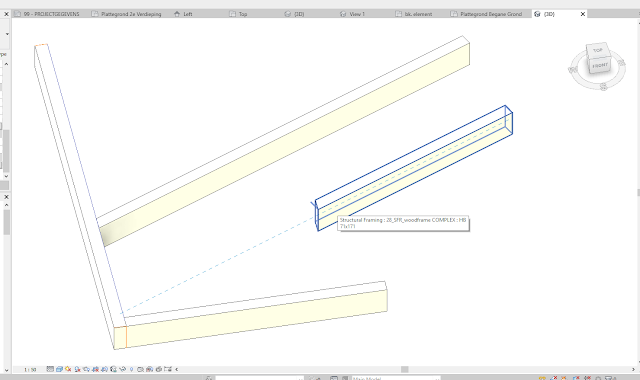 99 - PROJECTGEGEVENS
Plattegrond 2e Verdieping
Left
Top
{3D}
View 1
bk. element
Plattegrond Begane Grond
{3D}
TOP
FRONT
Structural Framing : 28_SFR_woodframe COMPLEX : HB
71x171
1 : 50
Main Model